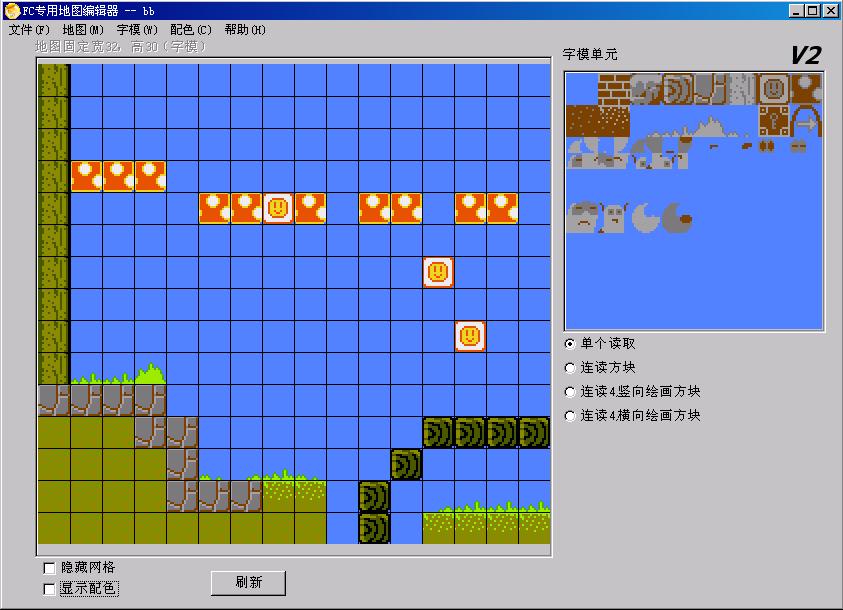 FC专用地图编辑器 -- bb
文件(F) 地图(M) 字模(W) 配色(C) 帮助(H)
地图固定宽32, 高30 (字模)
字模单元 V2
单个读取
连读方块
连读4.竖向绘画方块
连读4.横向绘画方块
隐藏网格
显示配色
刷新